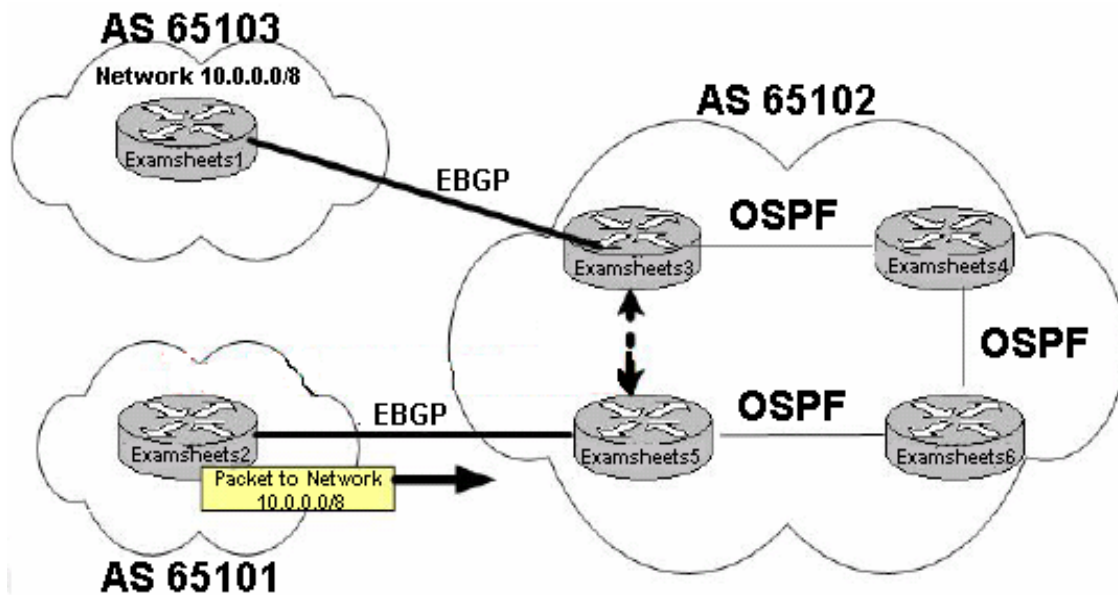 AS 65103
Network 10.0.0.0/8
Examsheets1
EBGP
AS 65102
OSPF
Examsheets3
Examsheets4
OSPF
EBGP
OSPF
Examsheets2
Examsheets5
Examsheets6
Packet to Network
10.0.0.0/8
AS 65101